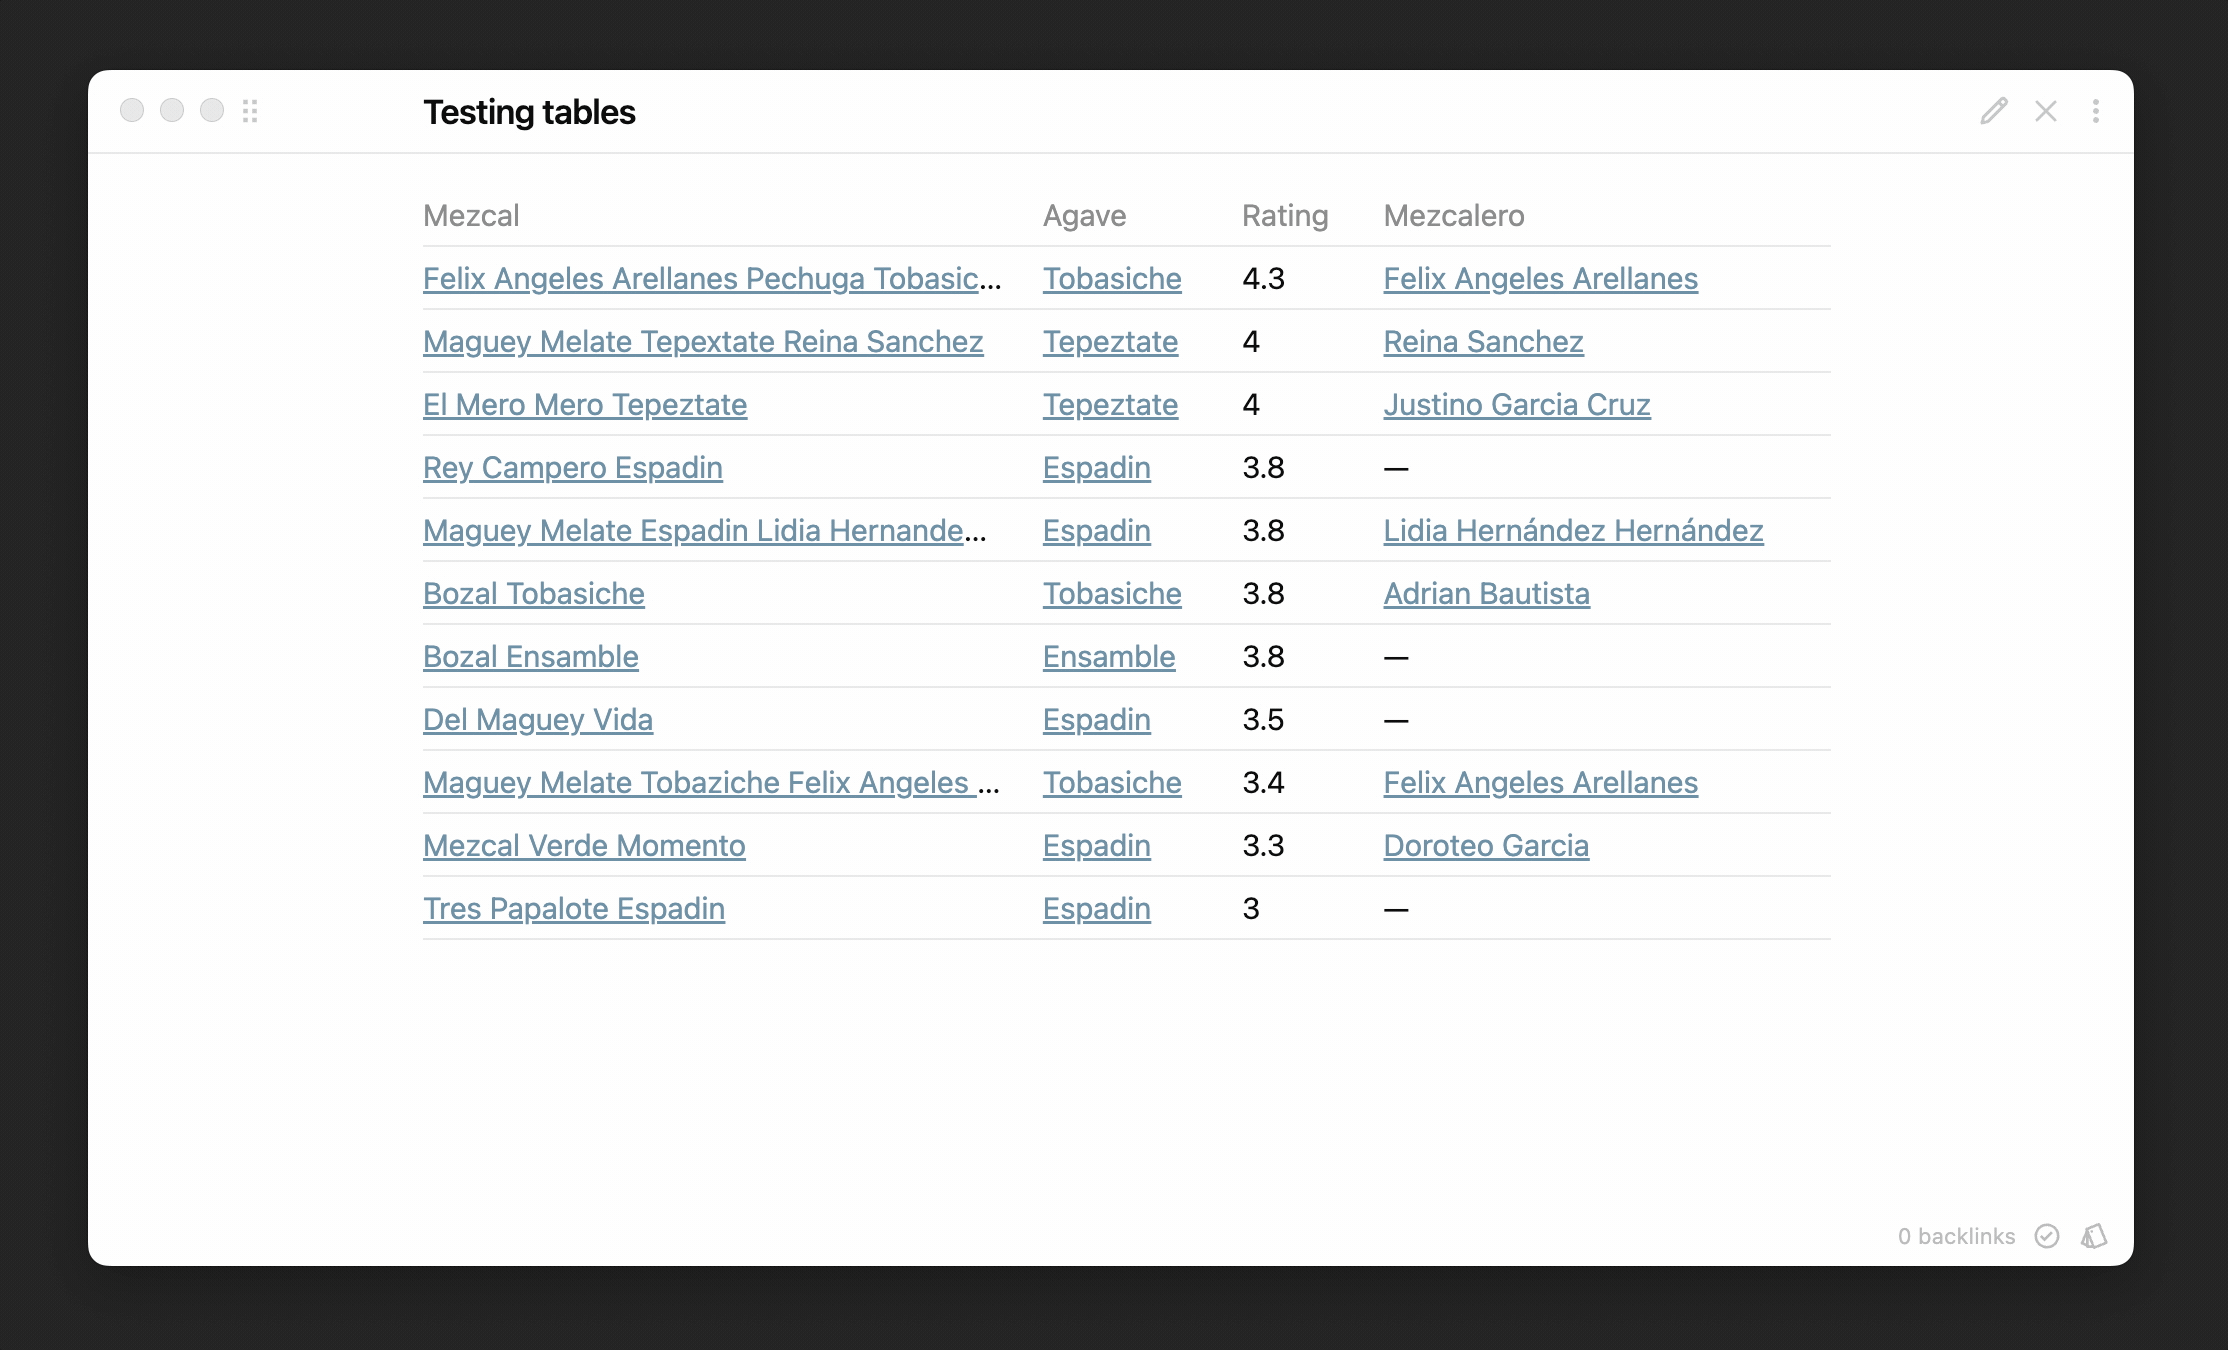 Testing tables
Mezcal Agave Rating Mezcalero
Felix Angeles Arellanes Pechuga Tobasic... Tobasiche 4.3 Felix Angeles Arellanes
Maguey Melate Tepextate Reina Sanchez Tepeztate 4 Reina Sanchez
El Mero Mero Tepeztate Tepeztate 4 Justino Garcia Cruz
Rey Campero Espadin Espadin 3.8 —
Maguey Melate Espadin Lidia Hernande... Espadin 3.8 Lidia Hernández Hernández
Bozal Tobasiche Tobasiche 3.8 Adrian Bautista
Bozal Ensamble Ensamble 3.8 —
Del Maguey Vida Espadin 3.5 —
Maguey Melate Tobaziche Felix Angeles ... Tobasiche 3.4 Felix Angeles Arellanes
Mezcal Verde Momento Espadin 3.3 Doroteo Garcia
Tres Papalote Espadin Espadin 3 —
0 backlinks